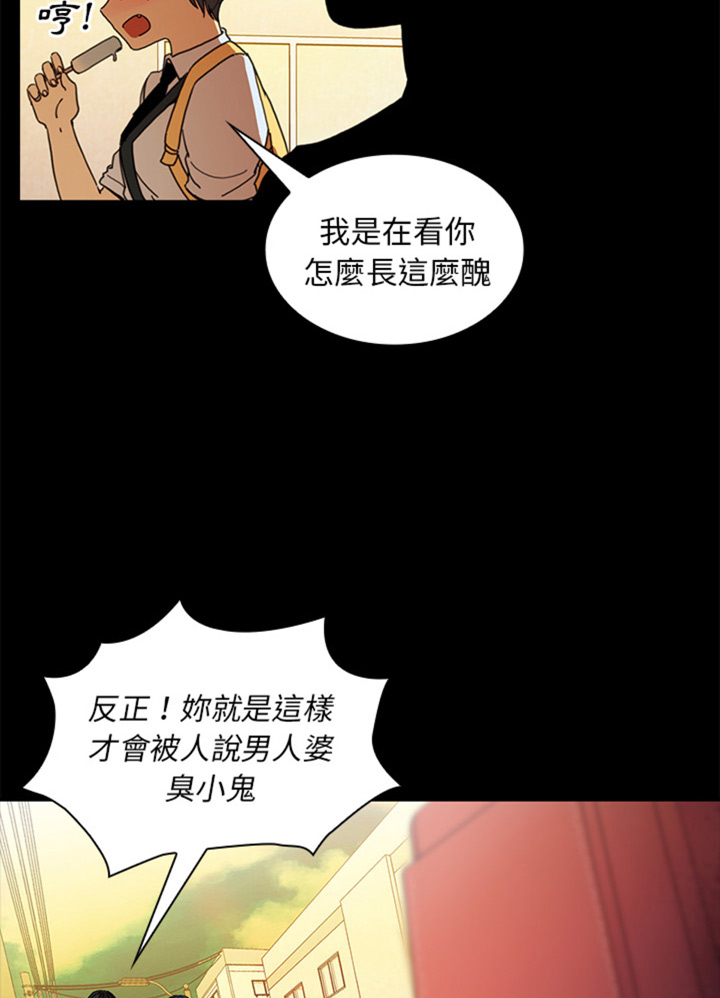 哼!
我是在看你
怎麼長這麼醜
反正！妳就是這樣
才會被人說男人婆
臭小鬼